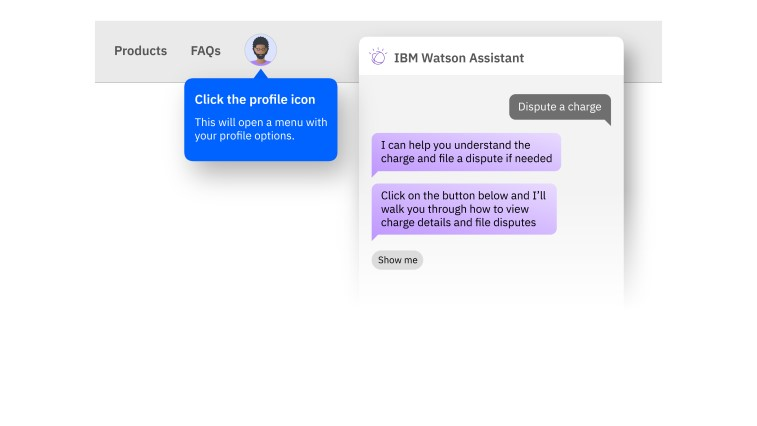 Products
FAQs
Click the profile icon
This will open a menu with
your profile options.
IBM Watson Assistant
Dispute a charge
I can help you understand the
charge and file a dispute if needed
Click on the button below and I’ll
walk you through how to view
charge details and file disputes
Show me